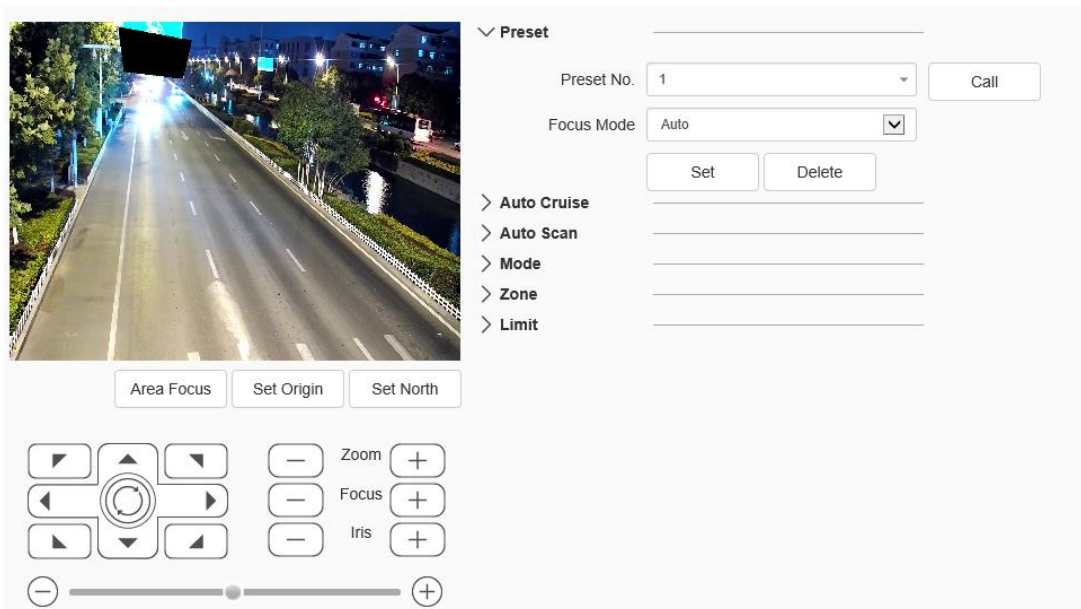 Preset
Preset No. 1 Call
Focus Mode Auto
Set Delete
Auto Cruise
Auto Scan
Mode
Zone
Limit
Area Focus Set Origin Set North
Zoom
Focus
Iris